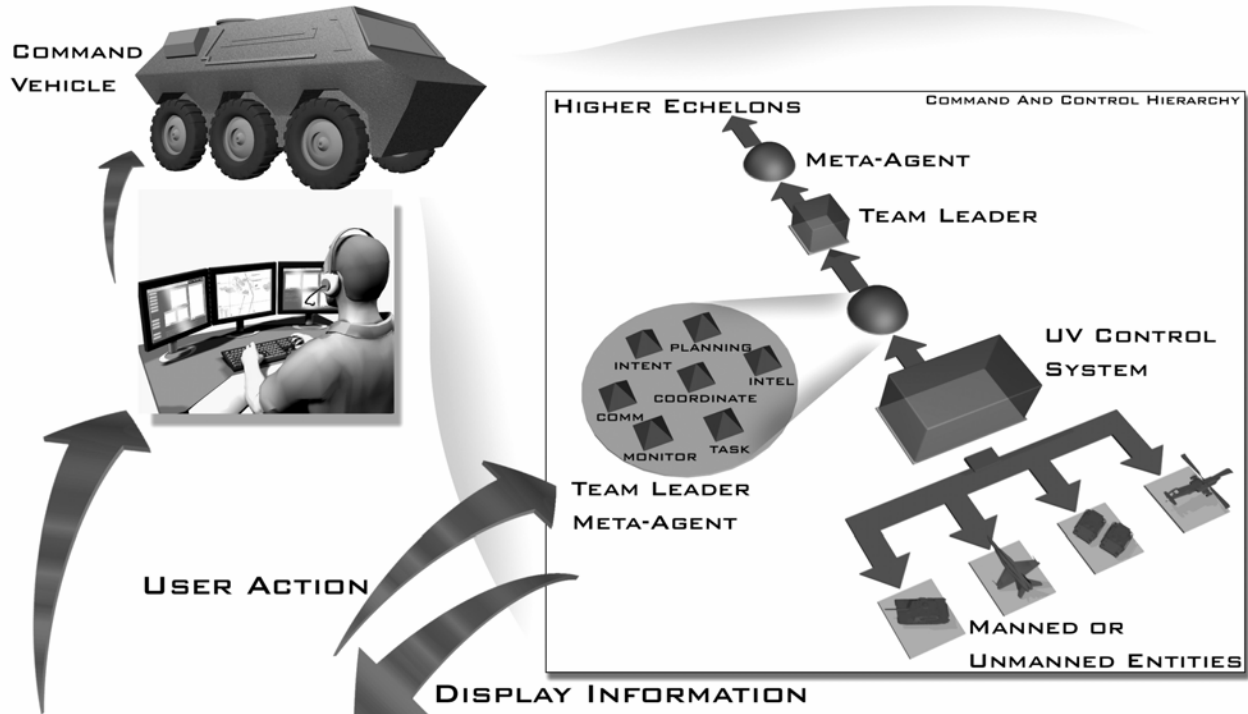 COMMAND
VEHICLE
HIGHER ECHELONS
COMMAND AND CONTROL HIERARCHY
META-AGENT
TEAM LEADER
UV CONTROL
SYSTEM
PLANNING
INTENT
INTEL
COORDINATE
COMM
TASK
MONITOR
TEAM LEADER
META-AGENT
USER ACTION
MANNED OR
UNMANNED ENTITIES
DISPLAY INFORMATION